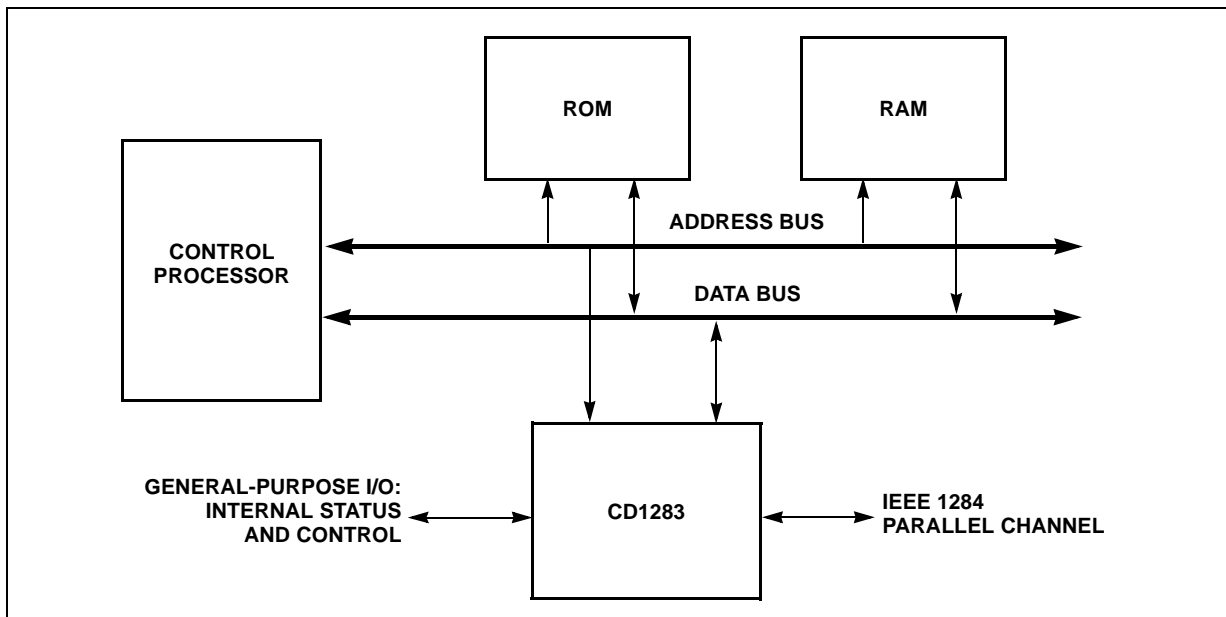 ROM
RAM
CONTROL
PROCESSOR
ADDRESS BUS
DATA BUS
GENERAL-PURPOSE I/O:
INTERNAL STATUS
AND CONTROL
CD1283
IEEE 1284
PARALLEL CHANNEL